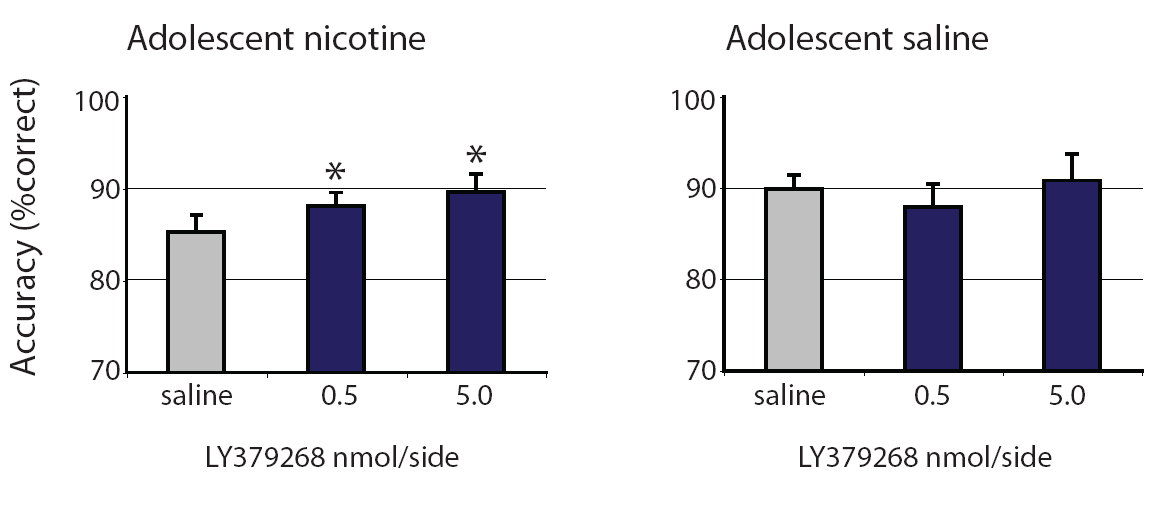 Adolescent nicotine
Adolescent saline
Accuracy (%correct)
100
90
80
70
*
*
saline 0.5 5.0
LY379268 nmol/side
100
90
80
70
saline 0.5 5.0
LY379268 nmol/side